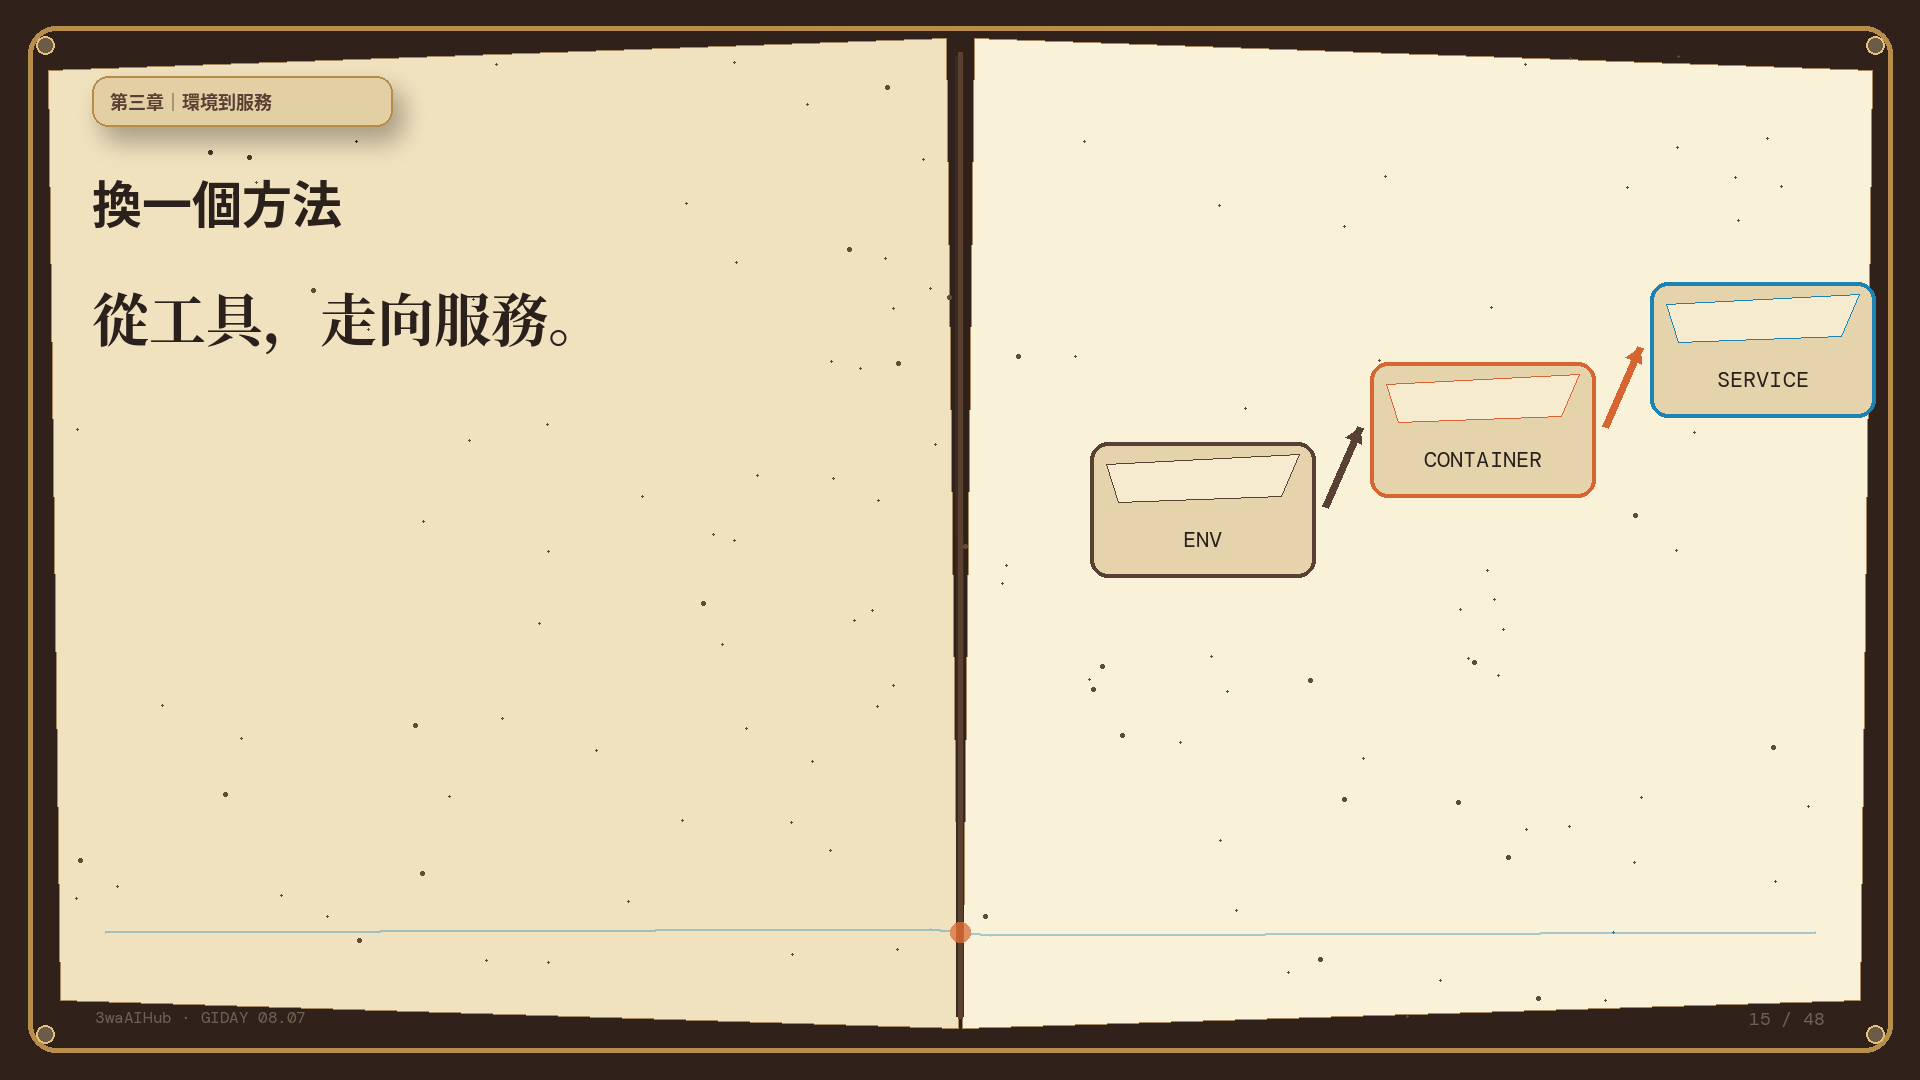 第三章｜環境到服務
換一個方法
從工具，走向服務。
SERVICE
CONTAINER
ENV
3waAIHub · GIDAY 08.07
15 / 48